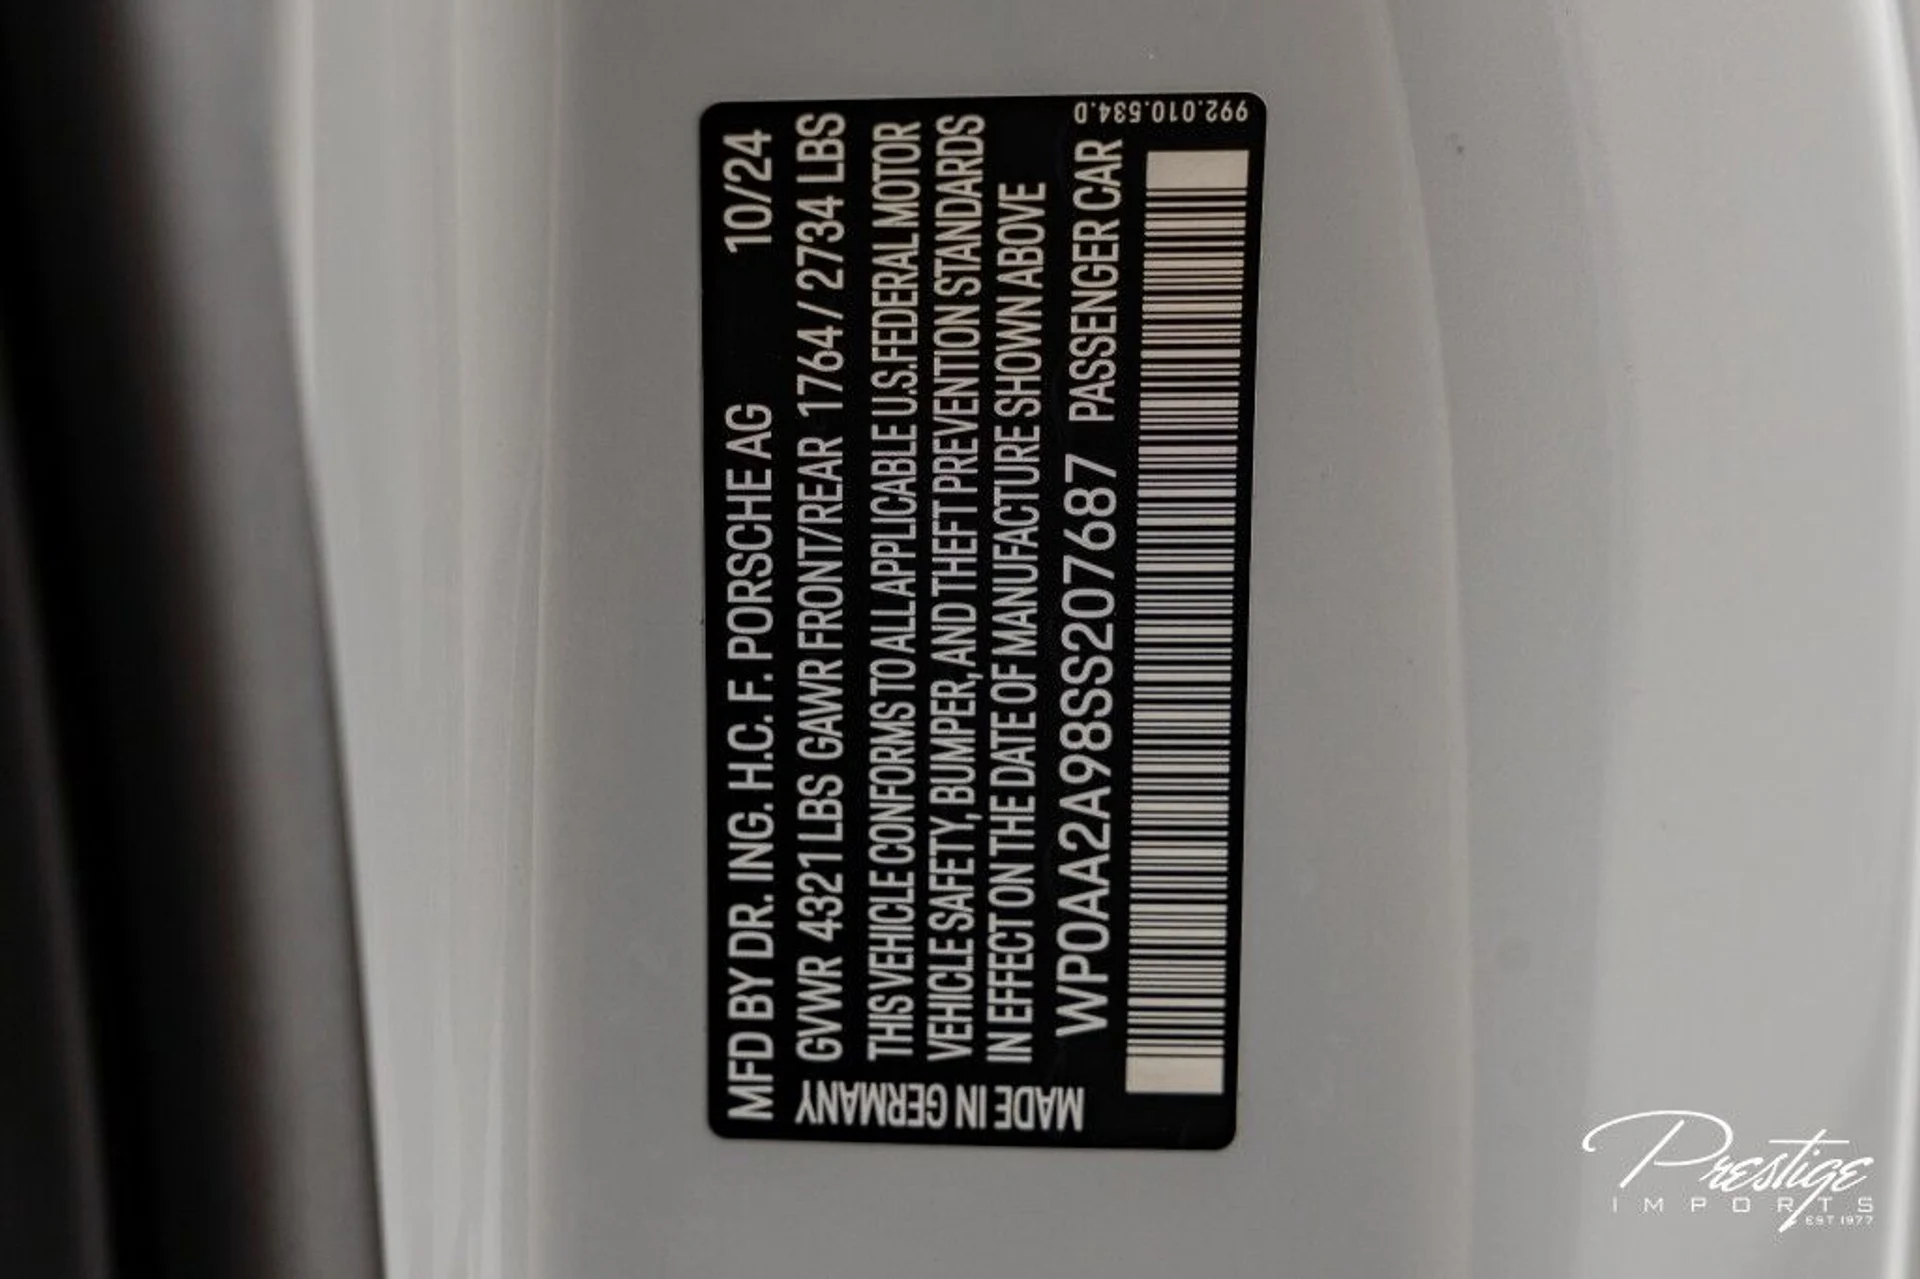 MFD BY DR. ING. H.C. F. PORSCHE AG 10/24
GVWR 4321 LBS GAWR FRONT/REAR 1764 / 2734 LBS
THIS VEHICLE CONFORMS TO ALL APPLICABLE U.S. FEDERAL MOTOR
VEHICLE SAFETY, BUMPER, AND THEFT PREVENTION STANDARDS
IN EFFECT ON THE DATE OF MANUFACTURE SHOWN ABOVE
WP0AA2A98SS207687 PASSENGER CAR
MADE IN GERMANY
992.010.534.D
Prestige
IMPORTS
EST 1977